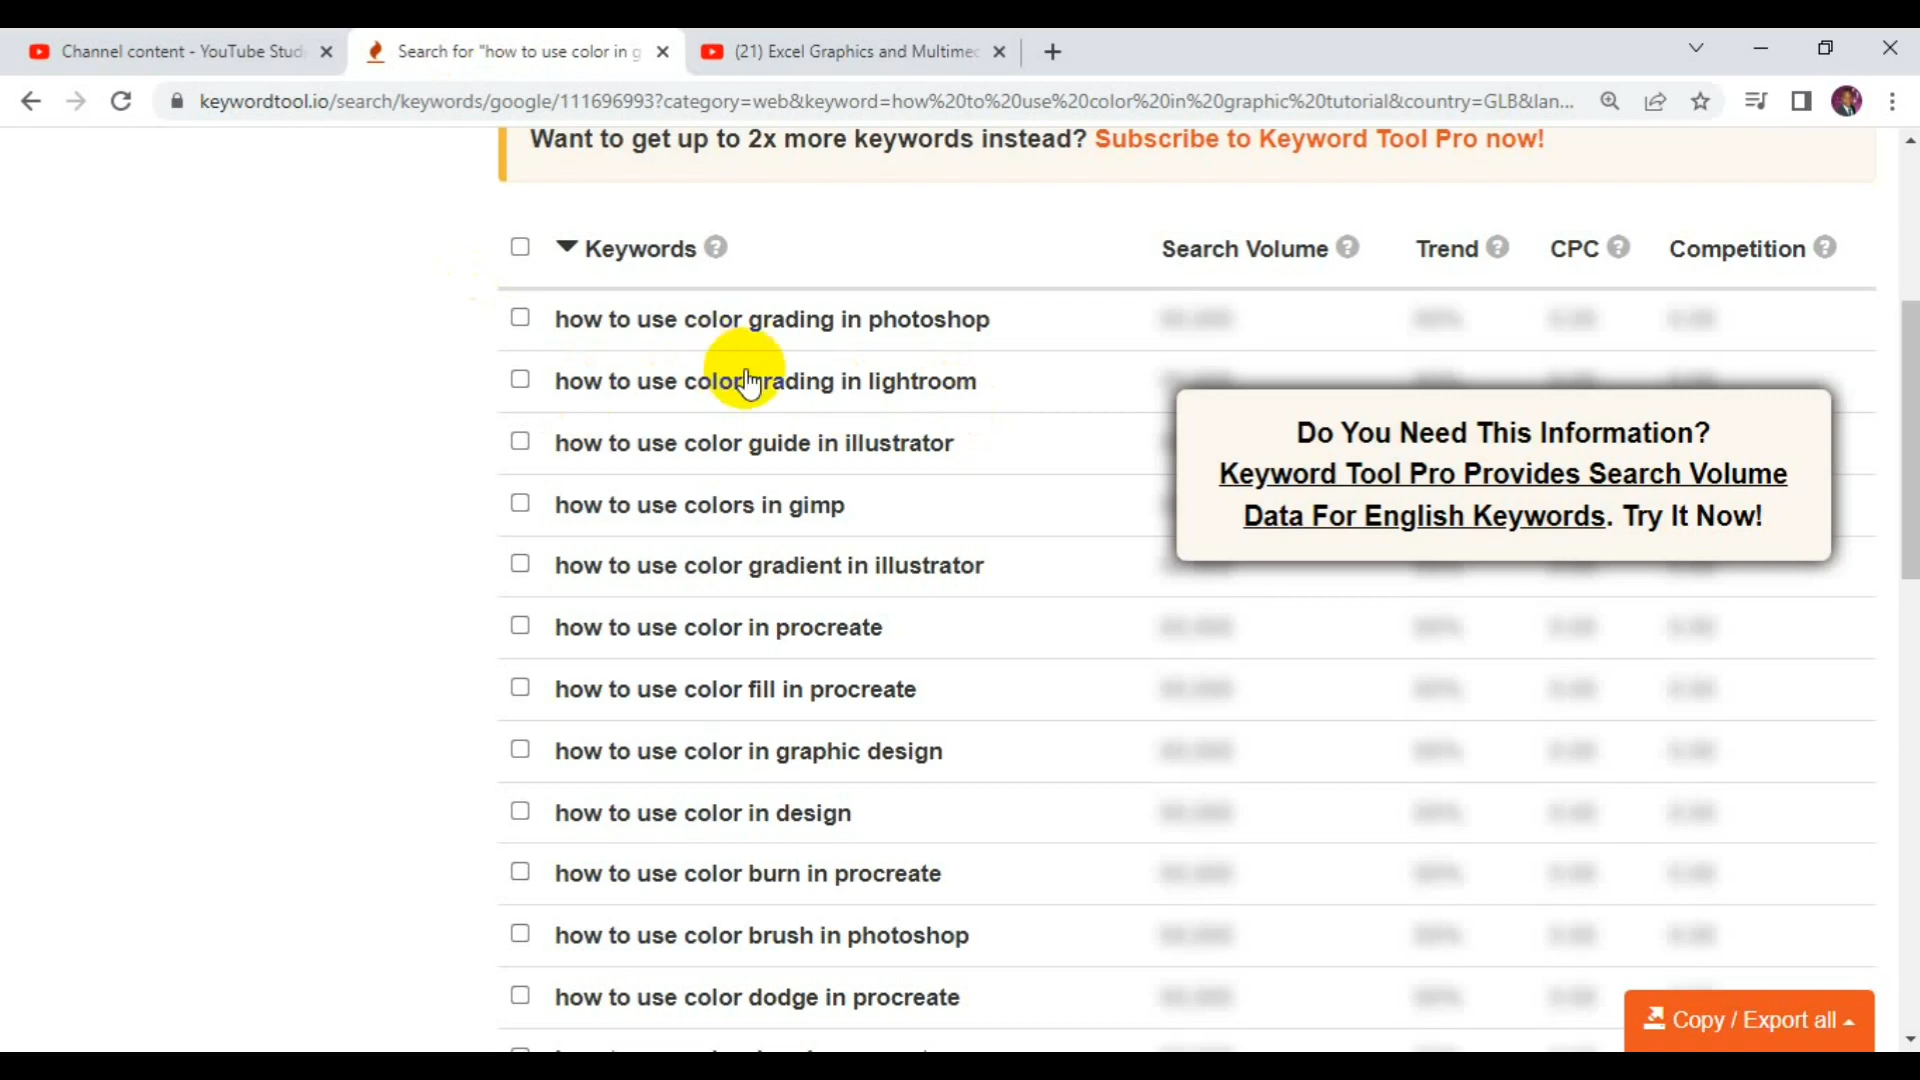 Channel content - YouTube Stud
Search for "how to use color in g
(21) Excel Graphics and Multimed
keywordtool.io/search/keywords/google/111696993?category=web&keyword=how%20to%20use%20color%20in%20graphic%20tutorial&country=GLB&lan...
Want to get up to 2x more keywords instead? Subscribe to Keyword Tool Pro now!
Keywords Search Volume Trend CPC Competition
how to use color grading in photoshop
how to use color grading in lightroom
how to use color guide in illustrator
how to use colors in gimp
how to use color gradient in illustrator
how to use color in procreate
how to use color fill in procreate
how to use color in graphic design
how to use color in design
how to use color burn in procreate
how to use color brush in photoshop
how to use color dodge in procreate
Do You Need This Information?
Keyword Tool Pro Provides Search Volume
Data For English Keywords. Try It Now!
Copy / Export all